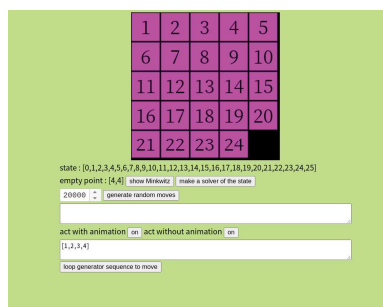 1 2 3 4 5
6 7 8 9 10
11 12 13 14 15
16 17 18 19 20
21 22 23 24
state : [0,1,2,3,4,5,6,7,8,9,10,11,12,13,14,15,16,17,18,19,20,21,22,23,24,25]
empty point : [4,4] show Minkwitz make a solver of the state
20000 generate random moves
act with animation on act without animation on
[1,2,3,4]
loop generator sequence to move